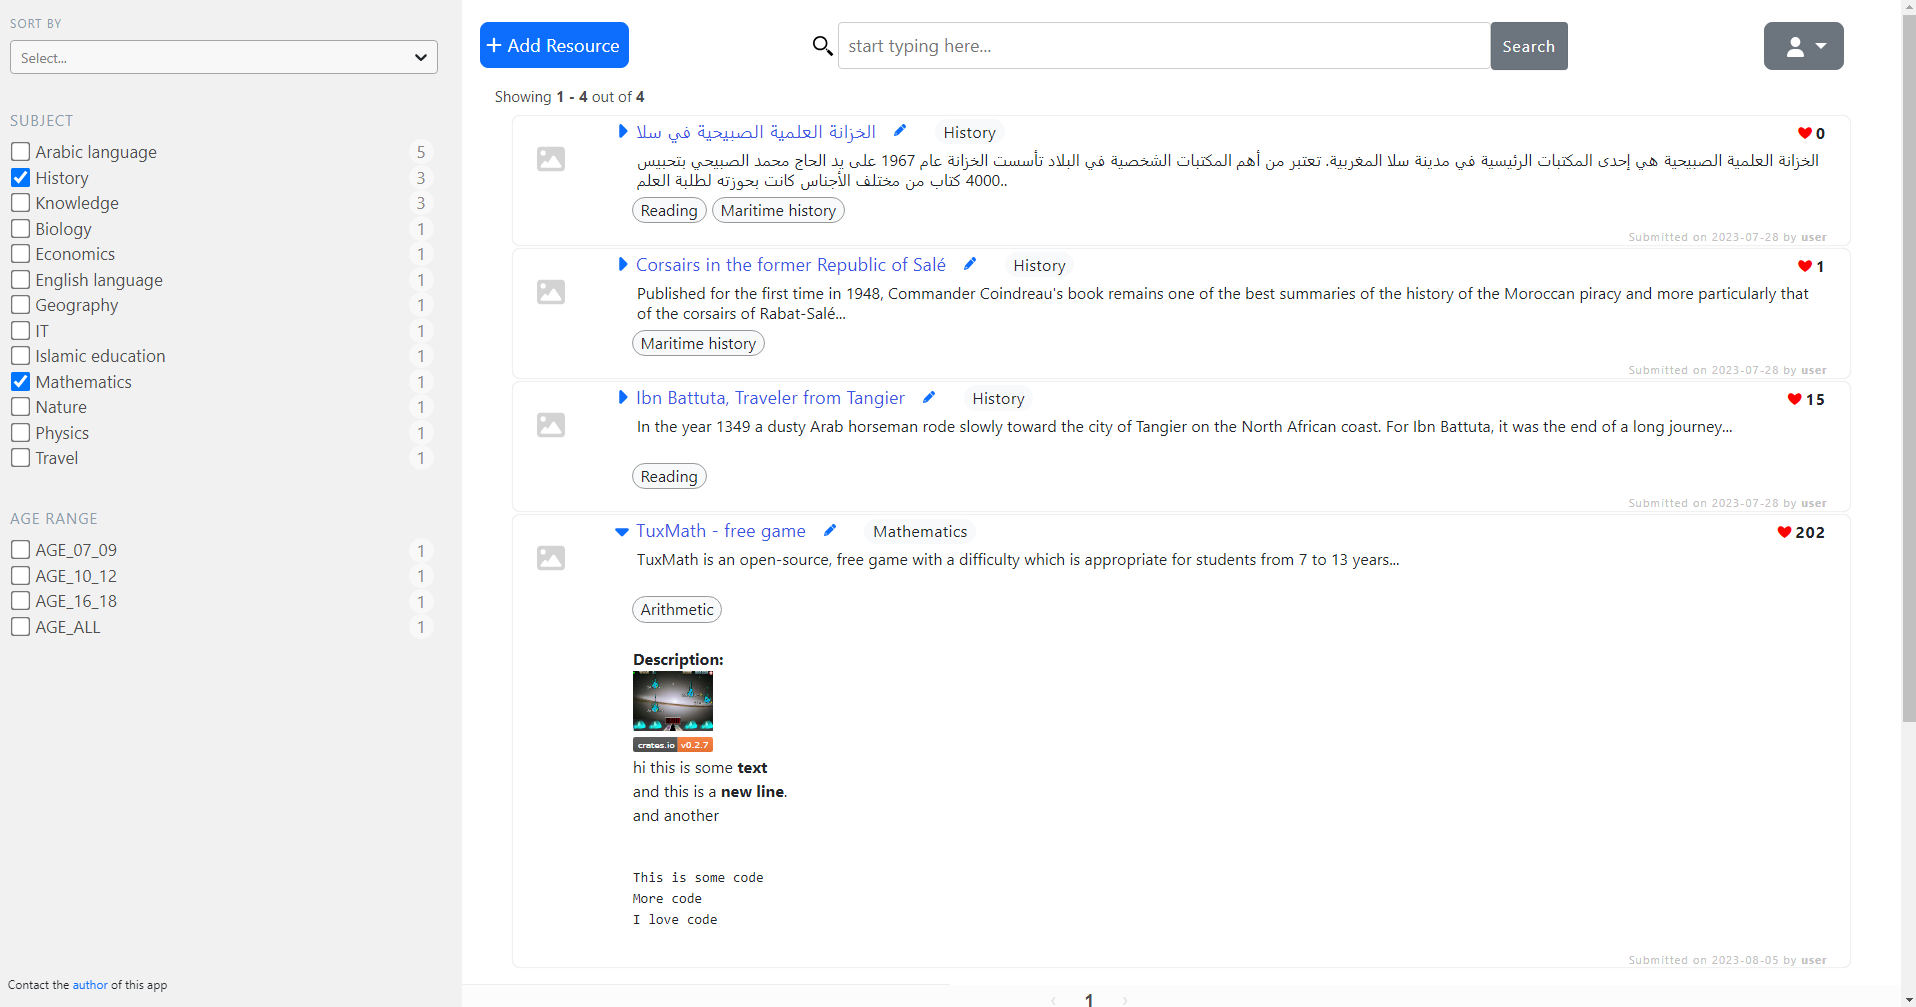 SORT BY
Select...
SUBJECT
Arabic language 5
History 3
Knowledge 3
Biology 1
Economics 1
English language 1
Geography 1
IT 1
Islamic education 1
Mathematics 1
Nature 1
Physics 1
Travel 1
AGE RANGE
AGE_07_09 1
AGE_10_12 1
AGE_16_18 1
AGE_ALL 1
Contact the author of this app
+ Add Resource
start typing here...
Search
Showing 1 - 4 out of 4
الخزانة العلمية الصبيحية في سلا History 0
الخزانة العلمية الصبيحية هي إحدى المكتبات الرئيسية في مدينة سلا المغربية. تعتبر من أهم المكتبات الشخصية في البلاد تأسست الخزانة عام 1967 على يد الحاج محمد الصبيحي بتحبيس
4000 كتاب من مختلف الأجناس كانت بحوزته لطلبة العلم..
Reading Maritime history
Submitted on 2023-07-28 by user
Corsairs in the former Republic of Salé History 1
Published for the first time in 1948, Commander Coindreau's book remains one of the best summaries of the history of the Moroccan piracy and more particularly that
of the corsairs of Rabat-Salé...
Maritime history
Submitted on 2023-07-28 by user
Ibn Battuta, Traveler from Tangier History 15
In the year 1349 a dusty Arab horseman rode slowly toward the city of Tangier on the North African coast. For Ibn Battuta, it was the end of a long journey...
Reading
Submitted on 2023-07-28 by user
TuxMath - free game Mathematics 202
TuxMath is an open-source, free game with a difficulty which is appropriate for students from 7 to 13 years...
Arithmetic
Description:
crates.io v0.2.7
hi this is some text
and this is a new line.
and another
This is some code
More code
I love code
Submitted on 2023-08-05 by user
‹ 1 ›